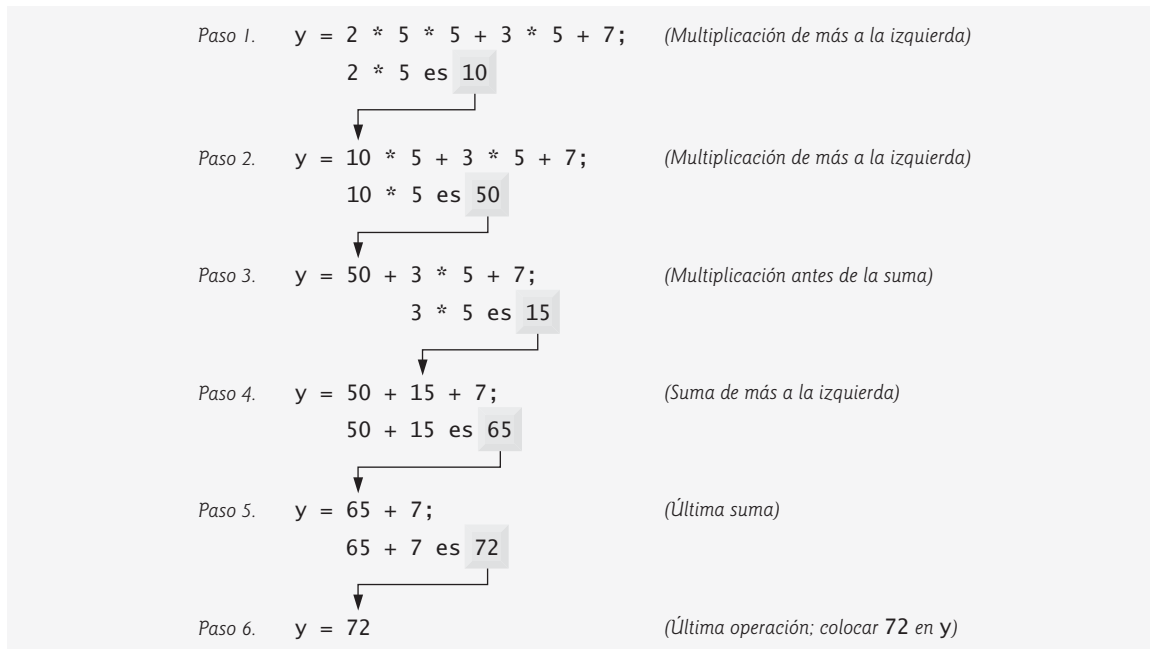 Paso 1. y = 2 * 5 * 5 + 3 * 5 + 7; (Multiplicación de más a la izquierda)
2 * 5 es 10
Paso 2. y = 10 * 5 + 3 * 5 + 7; (Multiplicación de más a la izquierda)
10 * 5 es 50
Paso 3. y = 50 + 3 * 5 + 7; (Multiplicación antes de la suma)
3 * 5 es 15
Paso 4. y = 50 + 15 + 7; (Suma de más a la izquierda)
50 + 15 es 65
Paso 5. y = 65 + 7; (Última suma)
65 + 7 es 72
Paso 6. y = 72 (Última operación; colocar 72 en y)